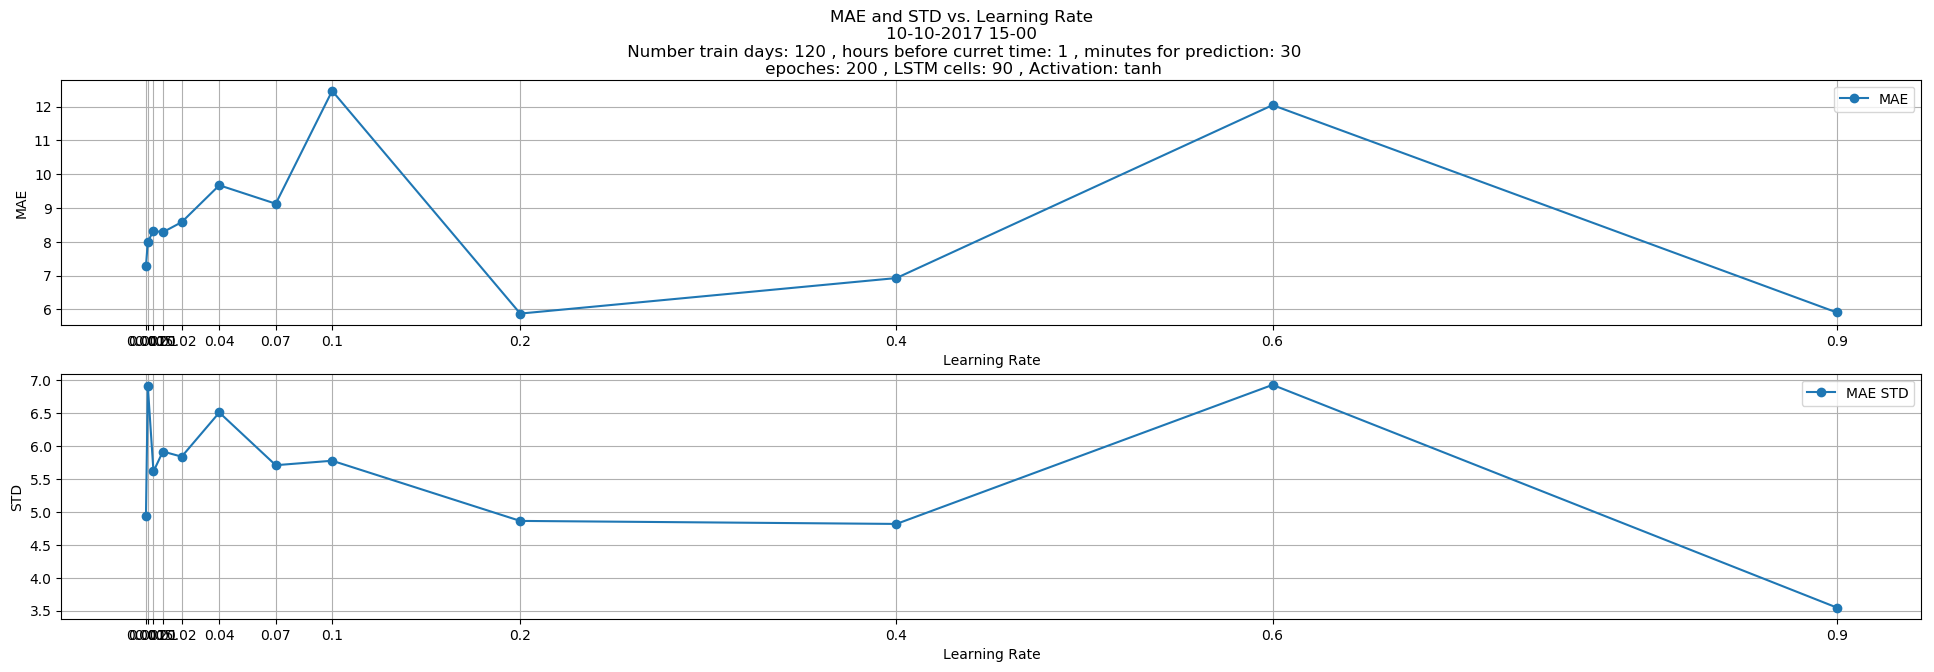 MAE and STD vs. Learning Rate
10-10-2017 15-00
Number train days: 120 , hours before curret time: 1 , minutes for prediction: 30
epoches: 200 , LSTM cells: 90 , Activation: tanh
MAE
12
11
10
9
8
7
6
MAE
0.04 0.07 0.1 0.2 0.4 0.6 0.9
Learning Rate
MAE STD
7.0
6.5
6.0
5.5
5.0
4.5
4.0
3.5
STD
0.04 0.07 0.1 0.2 0.4 0.6 0.9
Learning Rate